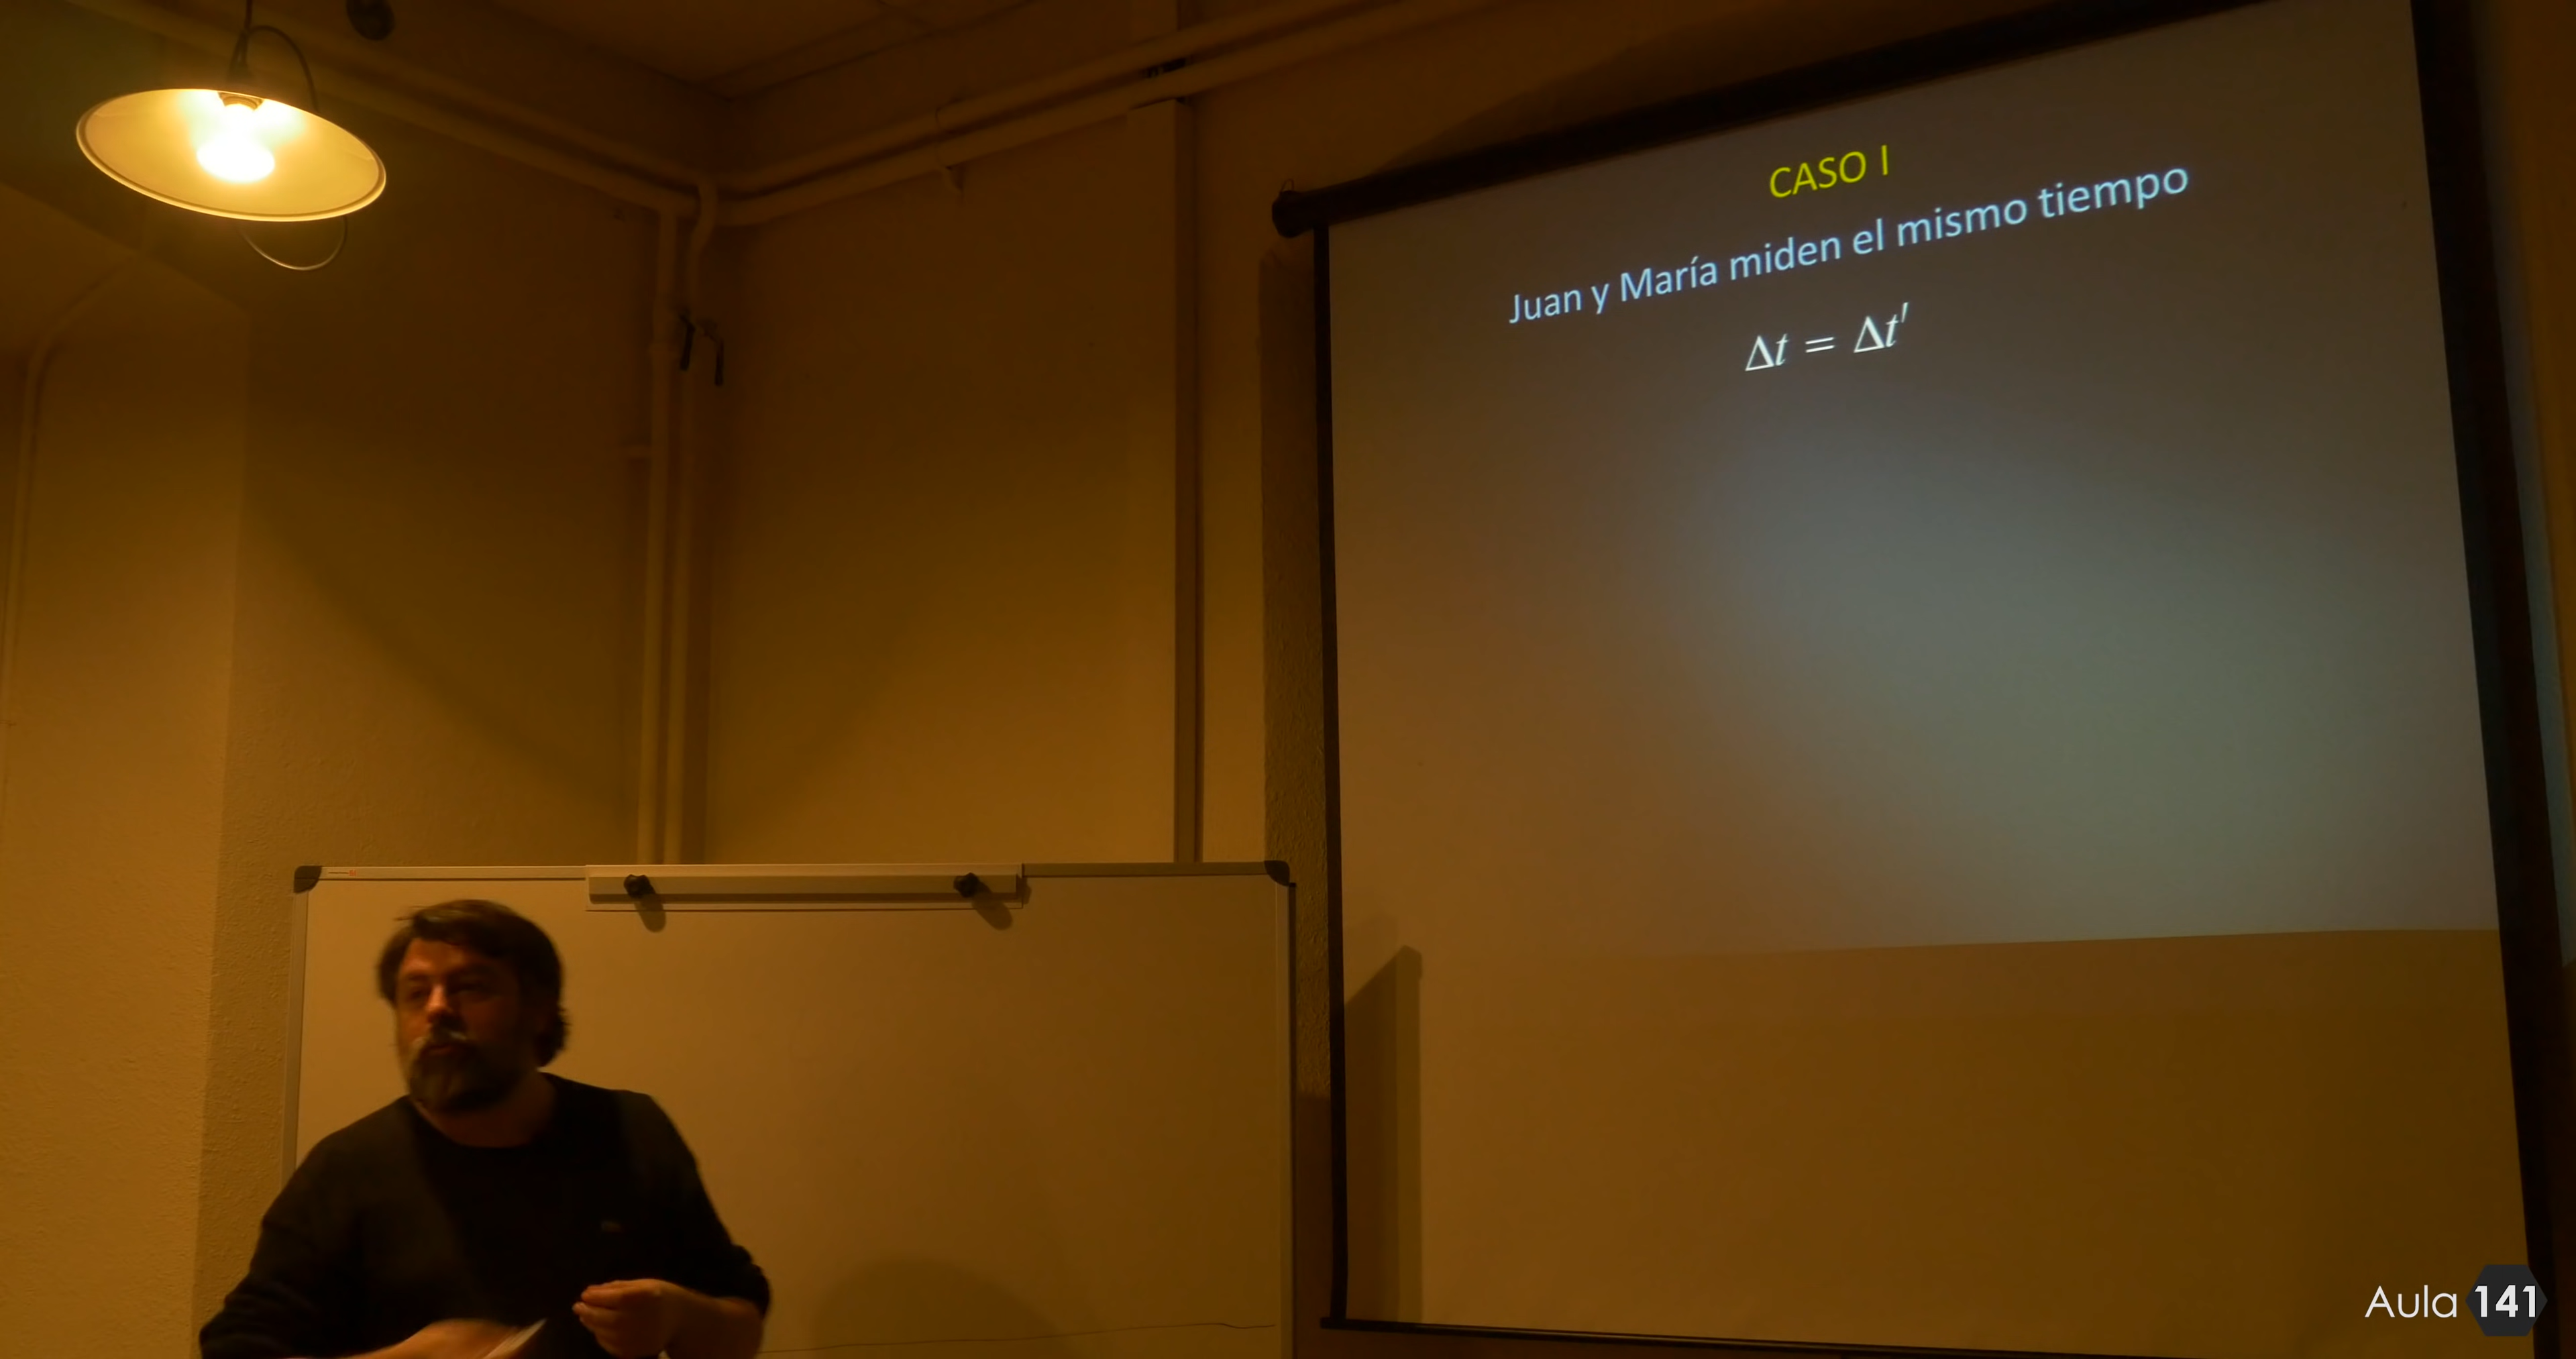 CASO I
Juan y María miden el mismo tiempo
Δt = Δt′
Aula 141